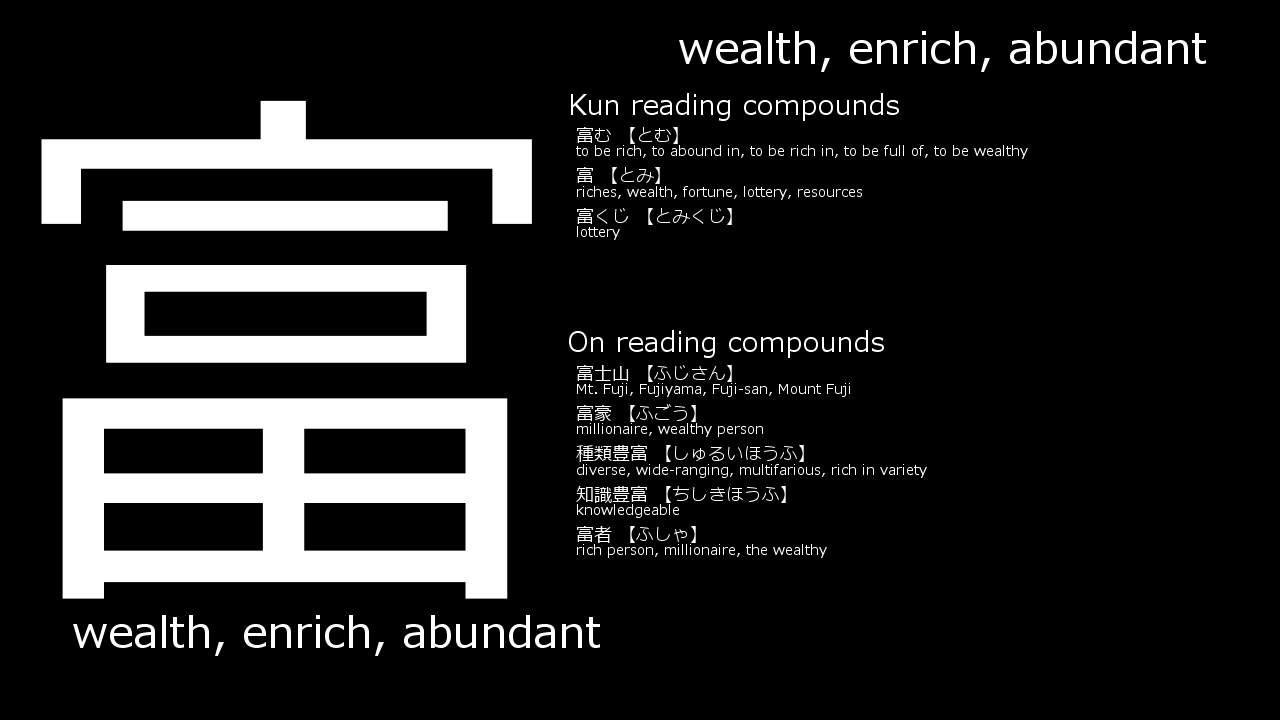 富
wealth, enrich, abundant
wealth, enrich, abundant
Kun reading compounds
富む 【とむ】
to be rich, to abound in, to be rich in, to be full of, to be wealthy
富 【とみ】
riches, wealth, fortune, lottery, resources
富くじ 【とみくじ】
lottery
On reading compounds
富士山 【ふじさん】
Mt. Fuji, Fujiyama, Fuji-san, Mount Fuji
富豪 【ふごう】
millionaire, wealthy person
種類豊富 【しゅるいほうふ】
diverse, wide-ranging, multifarious, rich in variety
知識豊富 【ちしきほうふ】
knowledgeable
富者 【ふしゃ】
rich person, millionaire, the wealthy